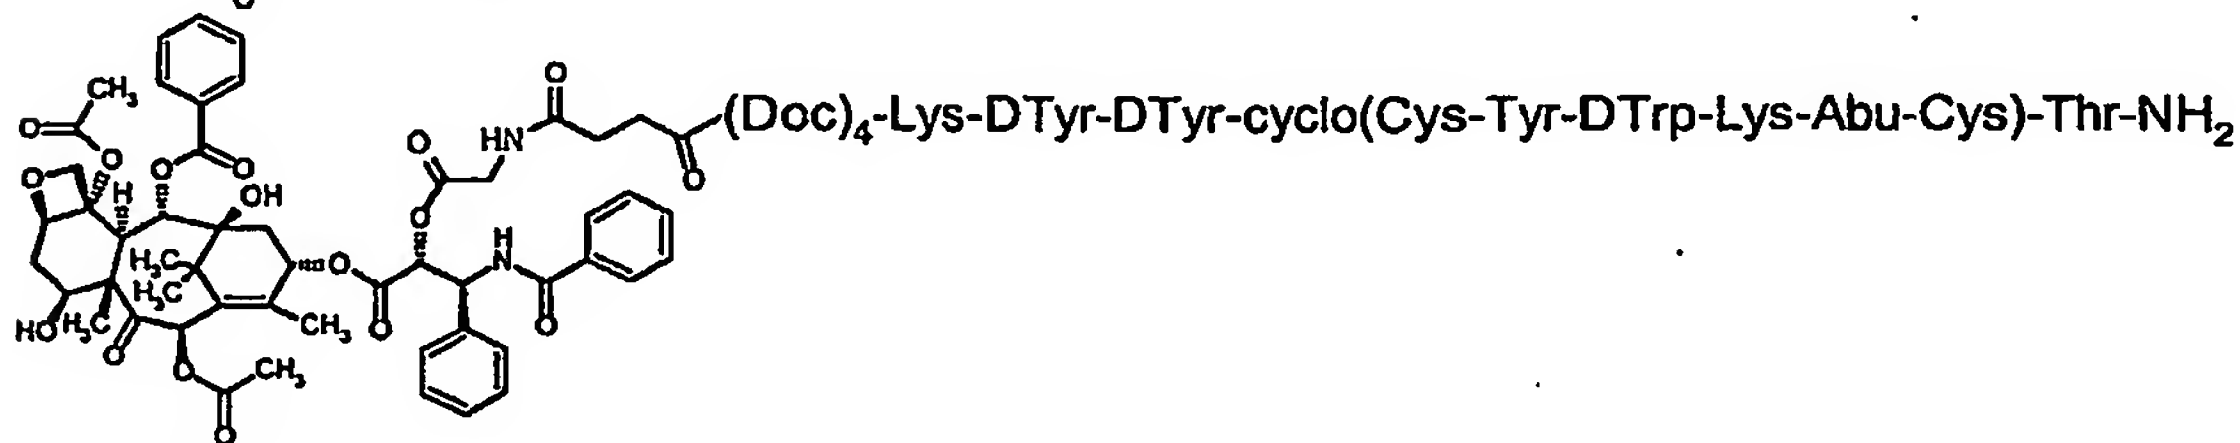 O
CH3
O
O
O
O
HN
(Doc)4-Lys-DTyr-DTyr-cyclo(Cys-Tyr-DTrp-Lys-Abu-Cys)-Thr-NH2
O
O
O
O
O
H
OH
O
H3C
H3C
O
O
H
N
O
HO
H3C
O
CH3
O
O
CH3
O